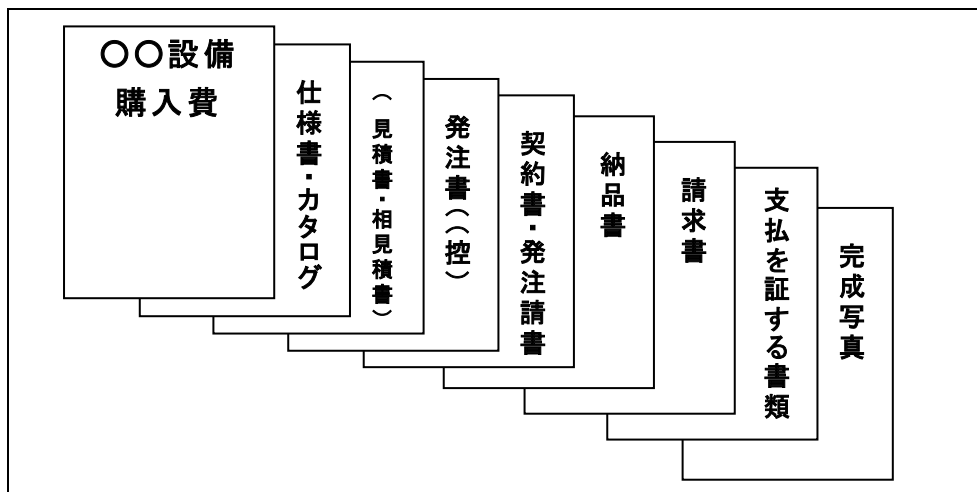 〇〇設備
購入費
仕様書・カタログ
（見積書・相見積書）
発注書（（控）
契約書・発注請書
納品書
請求書
支払を証する書類
完成写真